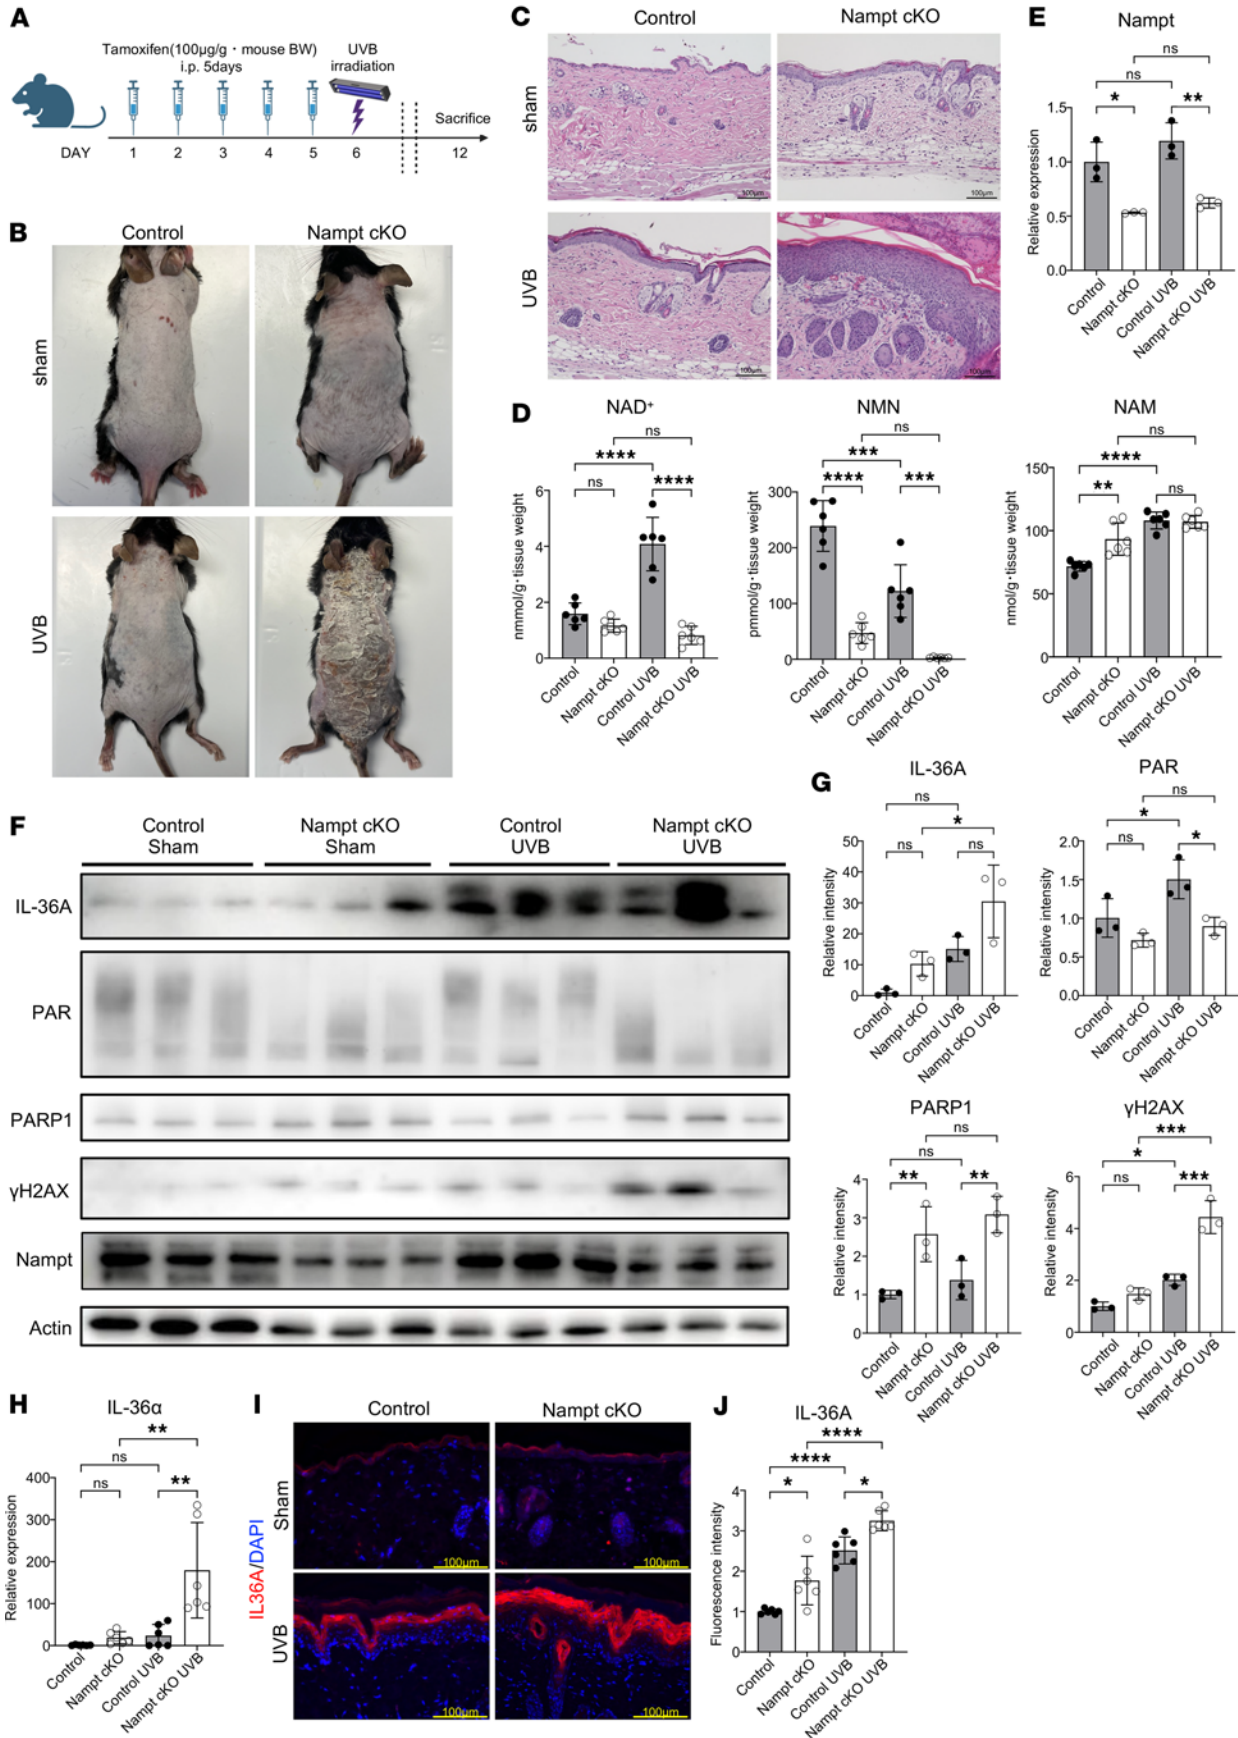 A
Tamoxifen(100μg/g・mouse BW)
i.p. 5days
UVB
irradiation
Sacrifice
DAY 1 2 3 4 5 6 12
B
Control Nampt cKO
sham
UVB
C
Control Nampt cKO
sham
100μm 100μm
UVB
100μm 100μm
D
NAD⁺
ns
****
ns ****
nmmol/g・tissue weight
6
4
2
0
Control
Nampt cKO
Control UVB
Nampt cKO UVB
NMN
ns
***
**** ***
pmmol/g・tissue weight
300
200
100
0
Control
Nampt cKO
Control UVB
Nampt cKO UVB
NAM
ns
****
** ns
nmol/g・tissue weight
150
100
50
0
Control
Nampt cKO
Control UVB
Nampt cKO UVB
E
Nampt
ns
ns
* **
Relative expression
1.5
1.0
0.5
0.0
Control
Nampt cKO
Control UVB
Nampt cKO UVB
F
Control Nampt cKO Control Nampt cKO
Sham Sham UVB UVB
IL-36A
PAR
PARP1
γH2AX
Nampt
Actin
G
IL-36A
ns
*
ns ns
Relative intensity
50
40
30
20
10
0
Control
Nampt cKO
Control UVB
Nampt cKO UVB
PAR
ns
*
ns *
Relative intensity
2.0
1.5
1.0
0.5
0.0
Control
Nampt cKO
Control UVB
Nampt cKO UVB
PARP1
ns
ns
** **
Relative intensity
4
3
2
1
0
Control
Nampt cKO
Control UVB
Nampt cKO UVB
γH2AX
***
*
ns ***
Relative intensity
6
4
2
0
Control
Nampt cKO
Control UVB
Nampt cKO UVB
H
IL-36α
**
ns
ns **
Relative expression
400
300
200
100
0
Control
Nampt cKO
Control UVB
Nampt cKO UVB
I
Control Nampt cKO
IL36A/DAPI
Sham
100μm 100μm
UVB
100μm 100μm
J
IL-36A
****
****
* *
Fluorescence intensity
4
3
2
1
0
Control
Nampt cKO
Control UVB
Nampt cKO UVB